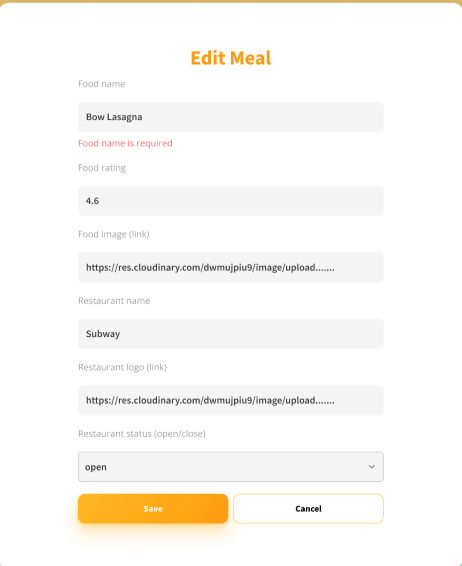 Edit Meal
Food name
Bow Lasagna
Food name is required
Food rating
4.6
Food image (link)
https://res.cloudinary.com/dwmujpiu9/image/upload.......
Restaurant name
Subway
Restaurant logo (link)
https://res.cloudinary.com/dwmujpiu9/image/upload.......
Restaurant status (open/close)
open
Save
Cancel